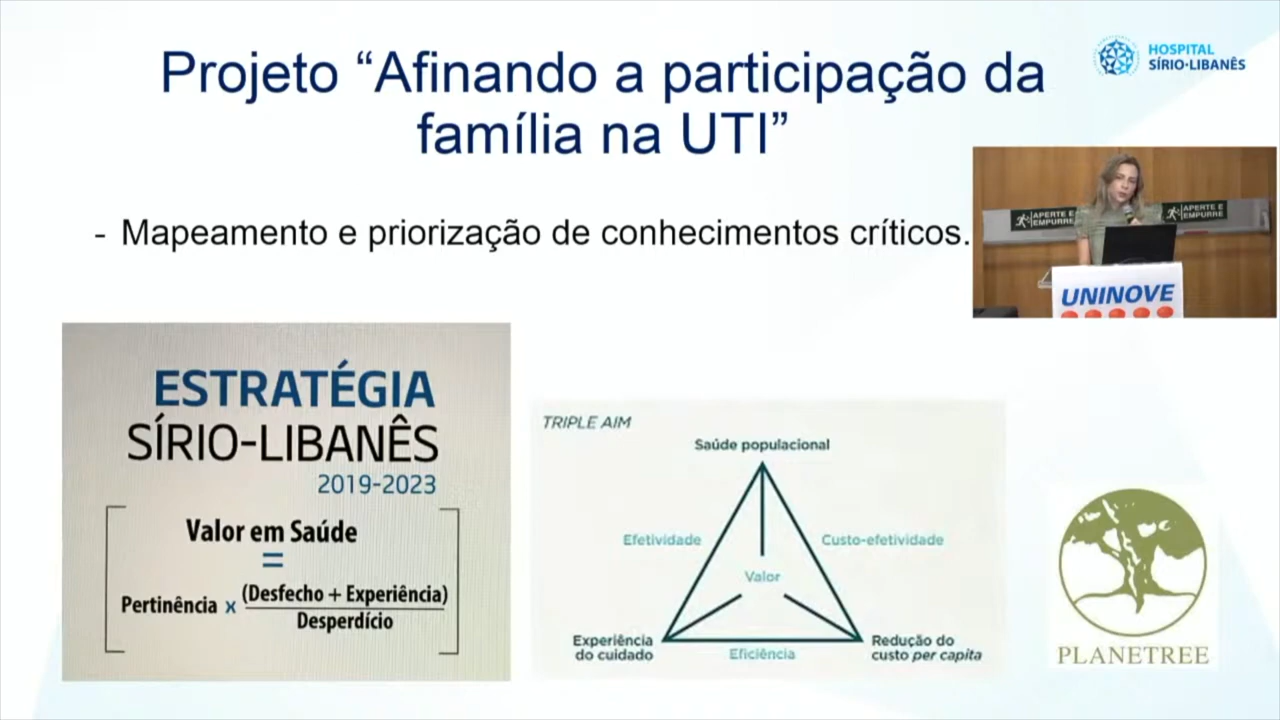 Projeto “Afinando a participação da
família na UTI”
HOSPITAL
SÍRIO·LIBANÊS
- Mapeamento e priorização de conhecimentos críticos.
APERTE E
EMPURRE
APERTE E
EMPURRE
UNINOVE
ESTRATÉGIA
SÍRIO-LIBANÊS
2019-2023
Valor em Saúde
=
Pertinência x (Desfecho + Experiência)
Desperdício
TRIPLE AIM
Saúde populacional
Efetividade
Custo-efetividade
Valor
Experiência
do cuidado
Eficiência
Redução do
custo per capita
PLANETREE